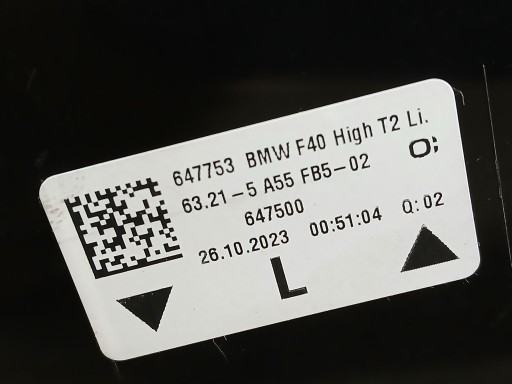 647753 BMW F40 High T2 Li.
63.21-5 A55 FB5-02
647500
26.10.2023 00:51:04 Q:02
L